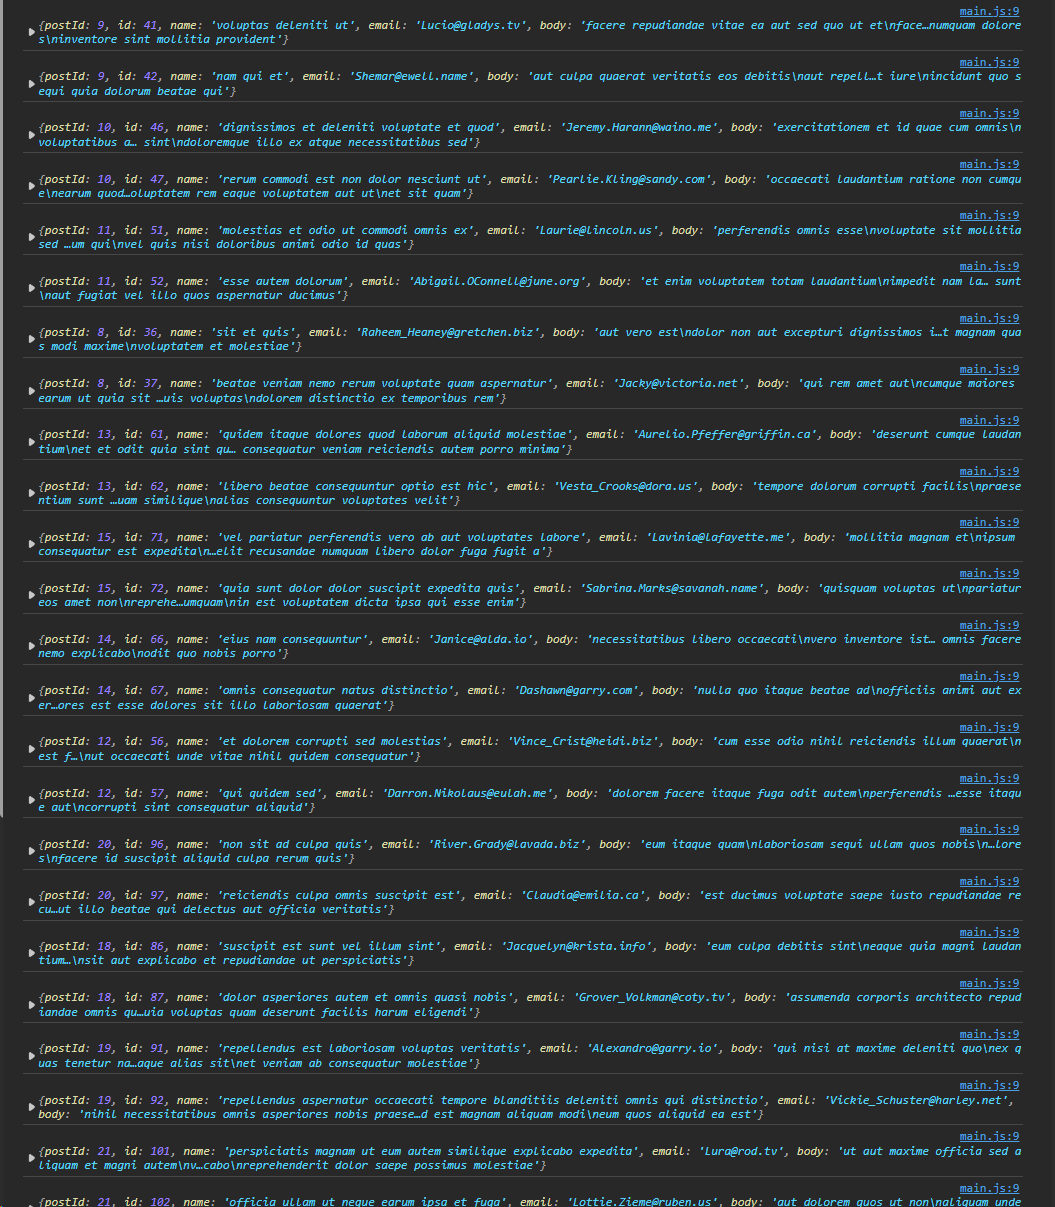 main.js:9
{postId: 9, id: 41, name: 'voluptas deleniti ut', email: 'Lucio@gladys.tv', body: 'facere repudiandae vitae ea aut sed quo ut et\nface…numquam dolore
s\ninventore sint mollitia provident'}
main.js:9
{postId: 9, id: 42, name: 'nam qui et', email: 'Shemar@ewell.name', body: 'aut culpa quaerat veritatis eos debitis\naut repell…t iure\nincidunt quo s
equi quia dolorum beatae qui'}
main.js:9
{postId: 10, id: 46, name: 'dignissimos et deleniti voluptate et quod', email: 'Jeremy.Harann@waino.me', body: 'exercitationem et id quae cum omnis\n
voluptatibus a… sint\ndoloremque illo ex atque necessitatibus sed'}
main.js:9
{postId: 10, id: 47, name: 'rerum commodi est non dolor nesciunt ut', email: 'Pearlie.Kling@sandy.com', body: 'occaecati laudantium ratione non cumqu
e\nearum quod…oluptatem rem eaque voluptatem aut ut\net sit quam'}
main.js:9
{postId: 11, id: 51, name: 'molestias et odio ut commodi omnis ex', email: 'Laurie@lincoln.us', body: 'perferendis omnis esse\nvoluptate sit mollitia
sed …um qui\nvel quis nisi doloribus animi odio id quas'}
main.js:9
{postId: 11, id: 52, name: 'esse autem dolorum', email: 'Abigail.OConnell@june.org', body: 'et enim voluptatem totam laudantium\nimpedit nam la… sunt
\naut fugiat vel illo quos aspernatur ducimus'}
main.js:9
{postId: 8, id: 36, name: 'sit et quis', email: 'Raheem_Heaney@gretchen.biz', body: 'aut vero est\ndolor non aut excepturi dignissimos i…t magnam qua
s modi maxime\nvoluptatem et molestiae'}
main.js:9
{postId: 8, id: 37, name: 'beatae veniam nemo rerum voluptate quam aspernatur', email: 'Jacky@victoria.net', body: 'qui rem amet aut\ncumque maiores
earum ut quia sit …uis voluptas\ndolorem distinctio ex temporibus rem'}
main.js:9
{postId: 13, id: 61, name: 'quidem itaque dolores quod laborum aliquid molestiae', email: 'Aurelio.Pfeffer@griffin.ca', body: 'deserunt cumque laudan
tium\net et odit quia sint qu… consequatur veniam reiciendis autem porro minima'}
main.js:9
{postId: 13, id: 62, name: 'libero beatae consequuntur optio est hic', email: 'Vesta_Crooks@dora.us', body: 'tempore dolorum corrupti facilis\npraese
ntium sunt …uam similique\nalias consequuntur voluptates velit'}
main.js:9
{postId: 15, id: 71, name: 'vel pariatur perferendis vero ab aut voluptates labore', email: 'Lavinia@lafayette.me', body: 'mollitia magnam et\nipsum
consequatur est expedita\n…elit recusandae numquam libero dolor fuga fugit a'}
main.js:9
{postId: 15, id: 72, name: 'quia sunt dolor dolor suscipit expedita quis', email: 'Sabrina.Marks@savanah.name', body: 'quisquam voluptas ut\npariatur
eos amet non\nreprehe…umquam\nin est voluptatem dicta ipsa qui esse enim'}
main.js:9
{postId: 14, id: 66, name: 'eius nam consequuntur', email: 'Janice@alda.io', body: 'necessitatibus libero occaecati\nvero inventore ist… omnis facere
nemo explicabo\nodit quo nobis porro'}
main.js:9
{postId: 14, id: 67, name: 'omnis consequatur natus distinctio', email: 'Dashawn@garry.com', body: 'nulla quo itaque beatae ad\nofficiis animi aut ex
er…ores est esse dolores sit illo laboriosam quaerat'}
main.js:9
{postId: 12, id: 56, name: 'et dolorem corrupti sed molestias', email: 'Vince_Crist@heidi.biz', body: 'cum esse odio nihil reiciendis illum quaerat\n
est f…\nut occaecati unde vitae nihil quidem consequatur'}
main.js:9
{postId: 12, id: 57, name: 'qui quidem sed', email: 'Darron.Nikolaus@eulah.me', body: 'dolorem facere itaque fuga odit autem\nperferendis …esse itaqu
e aut\ncorrupti sint consequatur aliquid'}
main.js:9
{postId: 20, id: 96, name: 'non sit ad culpa quis', email: 'River.Grady@lavada.biz', body: 'eum itaque quam\nlaboriosam sequi ullam quos nobis\n…lore
s\nfacere id suscipit aliquid culpa rerum quis'}
main.js:9
{postId: 20, id: 97, name: 'reiciendis culpa omnis suscipit est', email: 'Claudia@emilia.ca', body: 'est ducimus voluptate saepe iusto repudiandae re
cu…ut illo beatae qui delectus aut officia veritatis'}
main.js:9
{postId: 18, id: 86, name: 'suscipit est sunt vel illum sint', email: 'Jacquelyn@krista.info', body: 'eum culpa debitis sint\neaque quia magni laudan
tium…\nsit aut explicabo et repudiandae ut perspiciatis'}
main.js:9
{postId: 18, id: 87, name: 'dolor asperiores autem et omnis quasi nobis', email: 'Grover_Volkman@coty.tv', body: 'assumenda corporis architecto repud
iandae omnis qu…uia voluptas quam deserunt facilis harum eligendi'}
main.js:9
{postId: 19, id: 91, name: 'repellendus est laboriosam voluptas veritatis', email: 'Alexandro@garry.io', body: 'qui nisi at maxime deleniti quo\nex q
uas tenetur na…aque alias sit\net veniam ab consequatur molestiae'}
main.js:9
{postId: 19, id: 92, name: 'repellendus aspernatur occaecati tempore blanditiis deleniti omnis qui distinctio', email: 'Vickie_Schuster@harley.net',
body: 'nihil necessitatibus omnis asperiores nobis praese…d est magnam aliquam modi\neum quos aliquid ea est'}
main.js:9
{postId: 21, id: 101, name: 'perspiciatis magnam ut eum autem similique explicabo expedita', email: 'Lura@rod.tv', body: 'ut aut maxime officia sed a
liquam et magni autem\nv…cabo\nreprehenderit dolor saepe possimus molestiae'}
main.js:9
{postId: 21, id: 102, name: 'officia ullam ut neque earum ipsa et fuga', email: 'Lottie.Zieme@ruben.us', body: 'aut dolorem quos ut non\naliquam unde